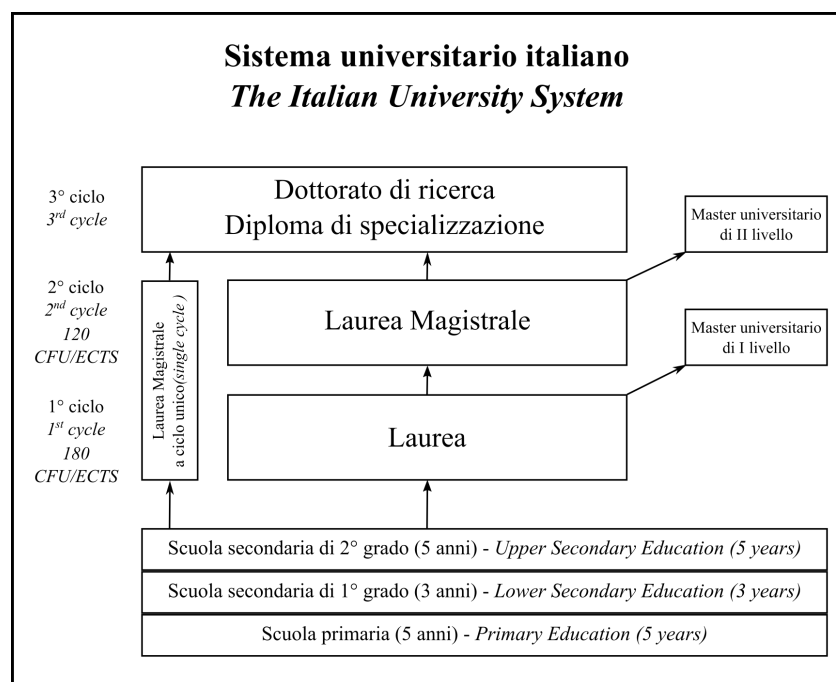 Sistema universitario italiano
The Italian University System
3° ciclo
3rd cycle
Dottorato di ricerca
Diploma di specializzazione
Master universitario
di II livello
2° ciclo
2nd cycle
120
CFU/ECTS
Laurea Magistrale
a ciclo unico(single cycle )
Laurea Magistrale
Master universitario
di I livello
1° ciclo
1st cycle
180
CFU/ECTS
Laurea
Scuola secondaria di 2° grado (5 anni) - Upper Secondary Education (5 years)
Scuola secondaria di 1° grado (3 anni) - Lower Secondary Education (3 years)
Scuola primaria (5 anni) - Primary Education (5 years)